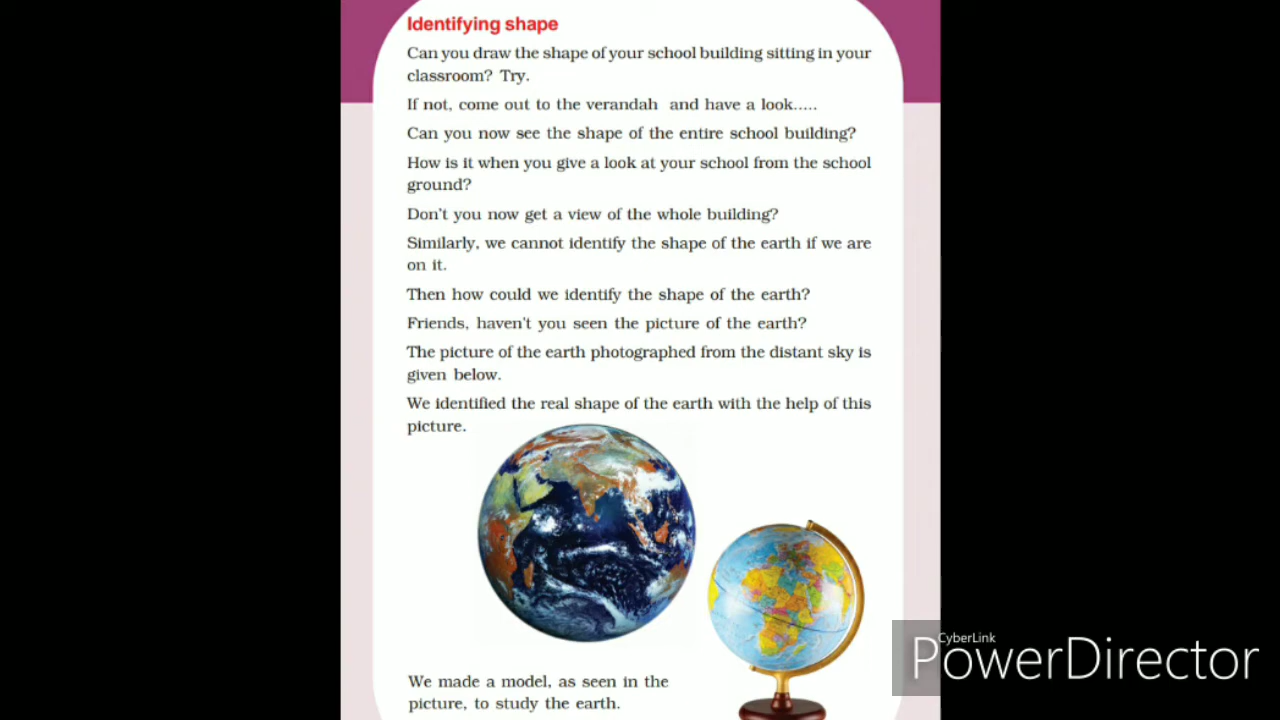 Identifying shape
Can you draw the shape of your school building sitting in your
classroom? Try.
If not, come out to the verandah and have a look.....
Can you now see the shape of the entire school building?
How is it when you give a look at your school from the school
ground?
Don't you now get a view of the whole building?
Similarly, we cannot identify the shape of the earth if we are
on it.
Then how could we identify the shape of the earth?
Friends, haven't you seen the picture of the earth?
The picture of the earth photographed from the distant sky is
given below.
We identified the real shape of the earth with the help of this
picture.
We made a model, as seen in the
picture, to study the earth.
CyberLink
PowerDirector